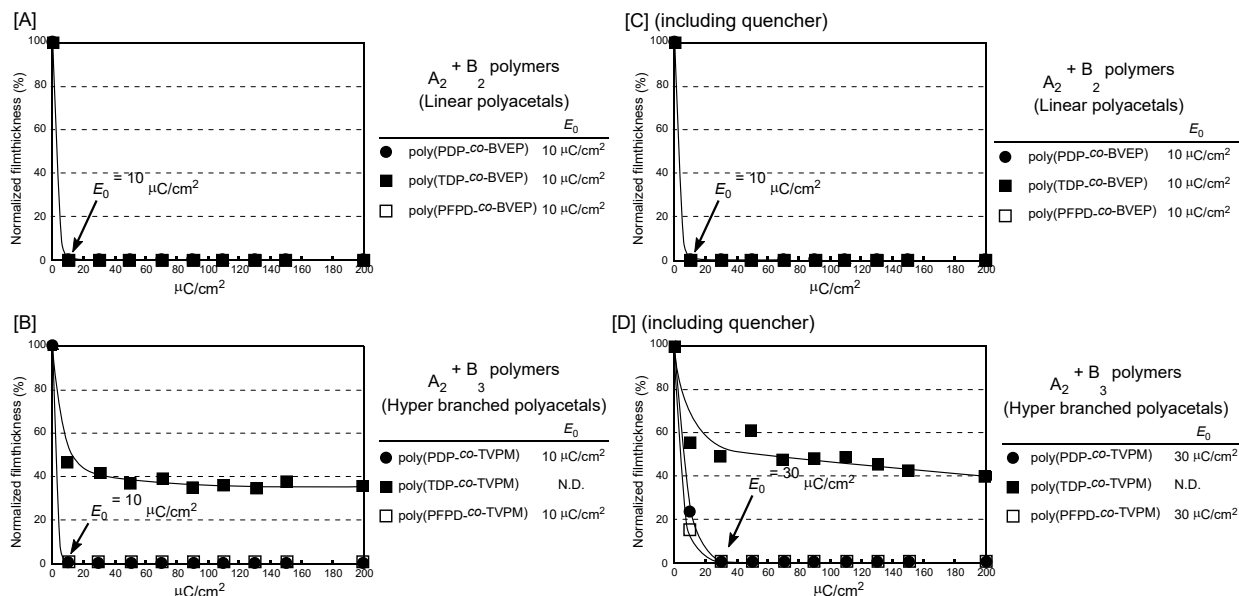 [A]
Normalized filmthickness (%)
100
80
60
40
20
0
E0 = 10 μC/cm2
0 20 40 60 80 100 120 140 160 180 200
μC/cm2
A2 + B2 polymers
(Linear polyacetals)
E0
poly(PDP-co-BVEP) 10 μC/cm2
poly(TDP-co-BVEP) 10 μC/cm2
poly(PFPD-co-BVEP) 10 μC/cm2
[C] (including quencher)
Normalized filmthickness (%)
100
80
60
40
20
0
E0 = 10 μC/cm2
0 20 40 60 80 100 120 140 160 180 200
μC/cm2
A2 + B2 polymers
(Linear polyacetals)
E0
poly(PDP-co-BVEP) 10 μC/cm2
poly(TDP-co-BVEP) 10 μC/cm2
poly(PFPD-co-BVEP) 10 μC/cm2
[B]
Normalized filmthickness (%)
100
80
60
40
20
0
E0 = 10 μC/cm2
0 20 40 60 80 100 120 140 160 180 200
μC/cm2
A2 + B3 polymers
(Hyper branched polyacetals)
E0
poly(PDP-co-TVPM) 10 μC/cm2
poly(TDP-co-TVPM) N.D.
poly(PFPD-co-TVPM) 10 μC/cm2
[D] (including quencher)
Normalized filmthickness (%)
100
80
60
40
20
0
E0 = 30 μC/cm2
0 20 40 60 80 100 120 140 160 180 200
μC/cm2
A2 + B3 polymers
(Hyper branched polyacetals)
E0
poly(PDP-co-TVPM) 30 μC/cm2
poly(TDP-co-TVPM) N.D.
poly(PFPD-co-TVPM) 30 μC/cm2